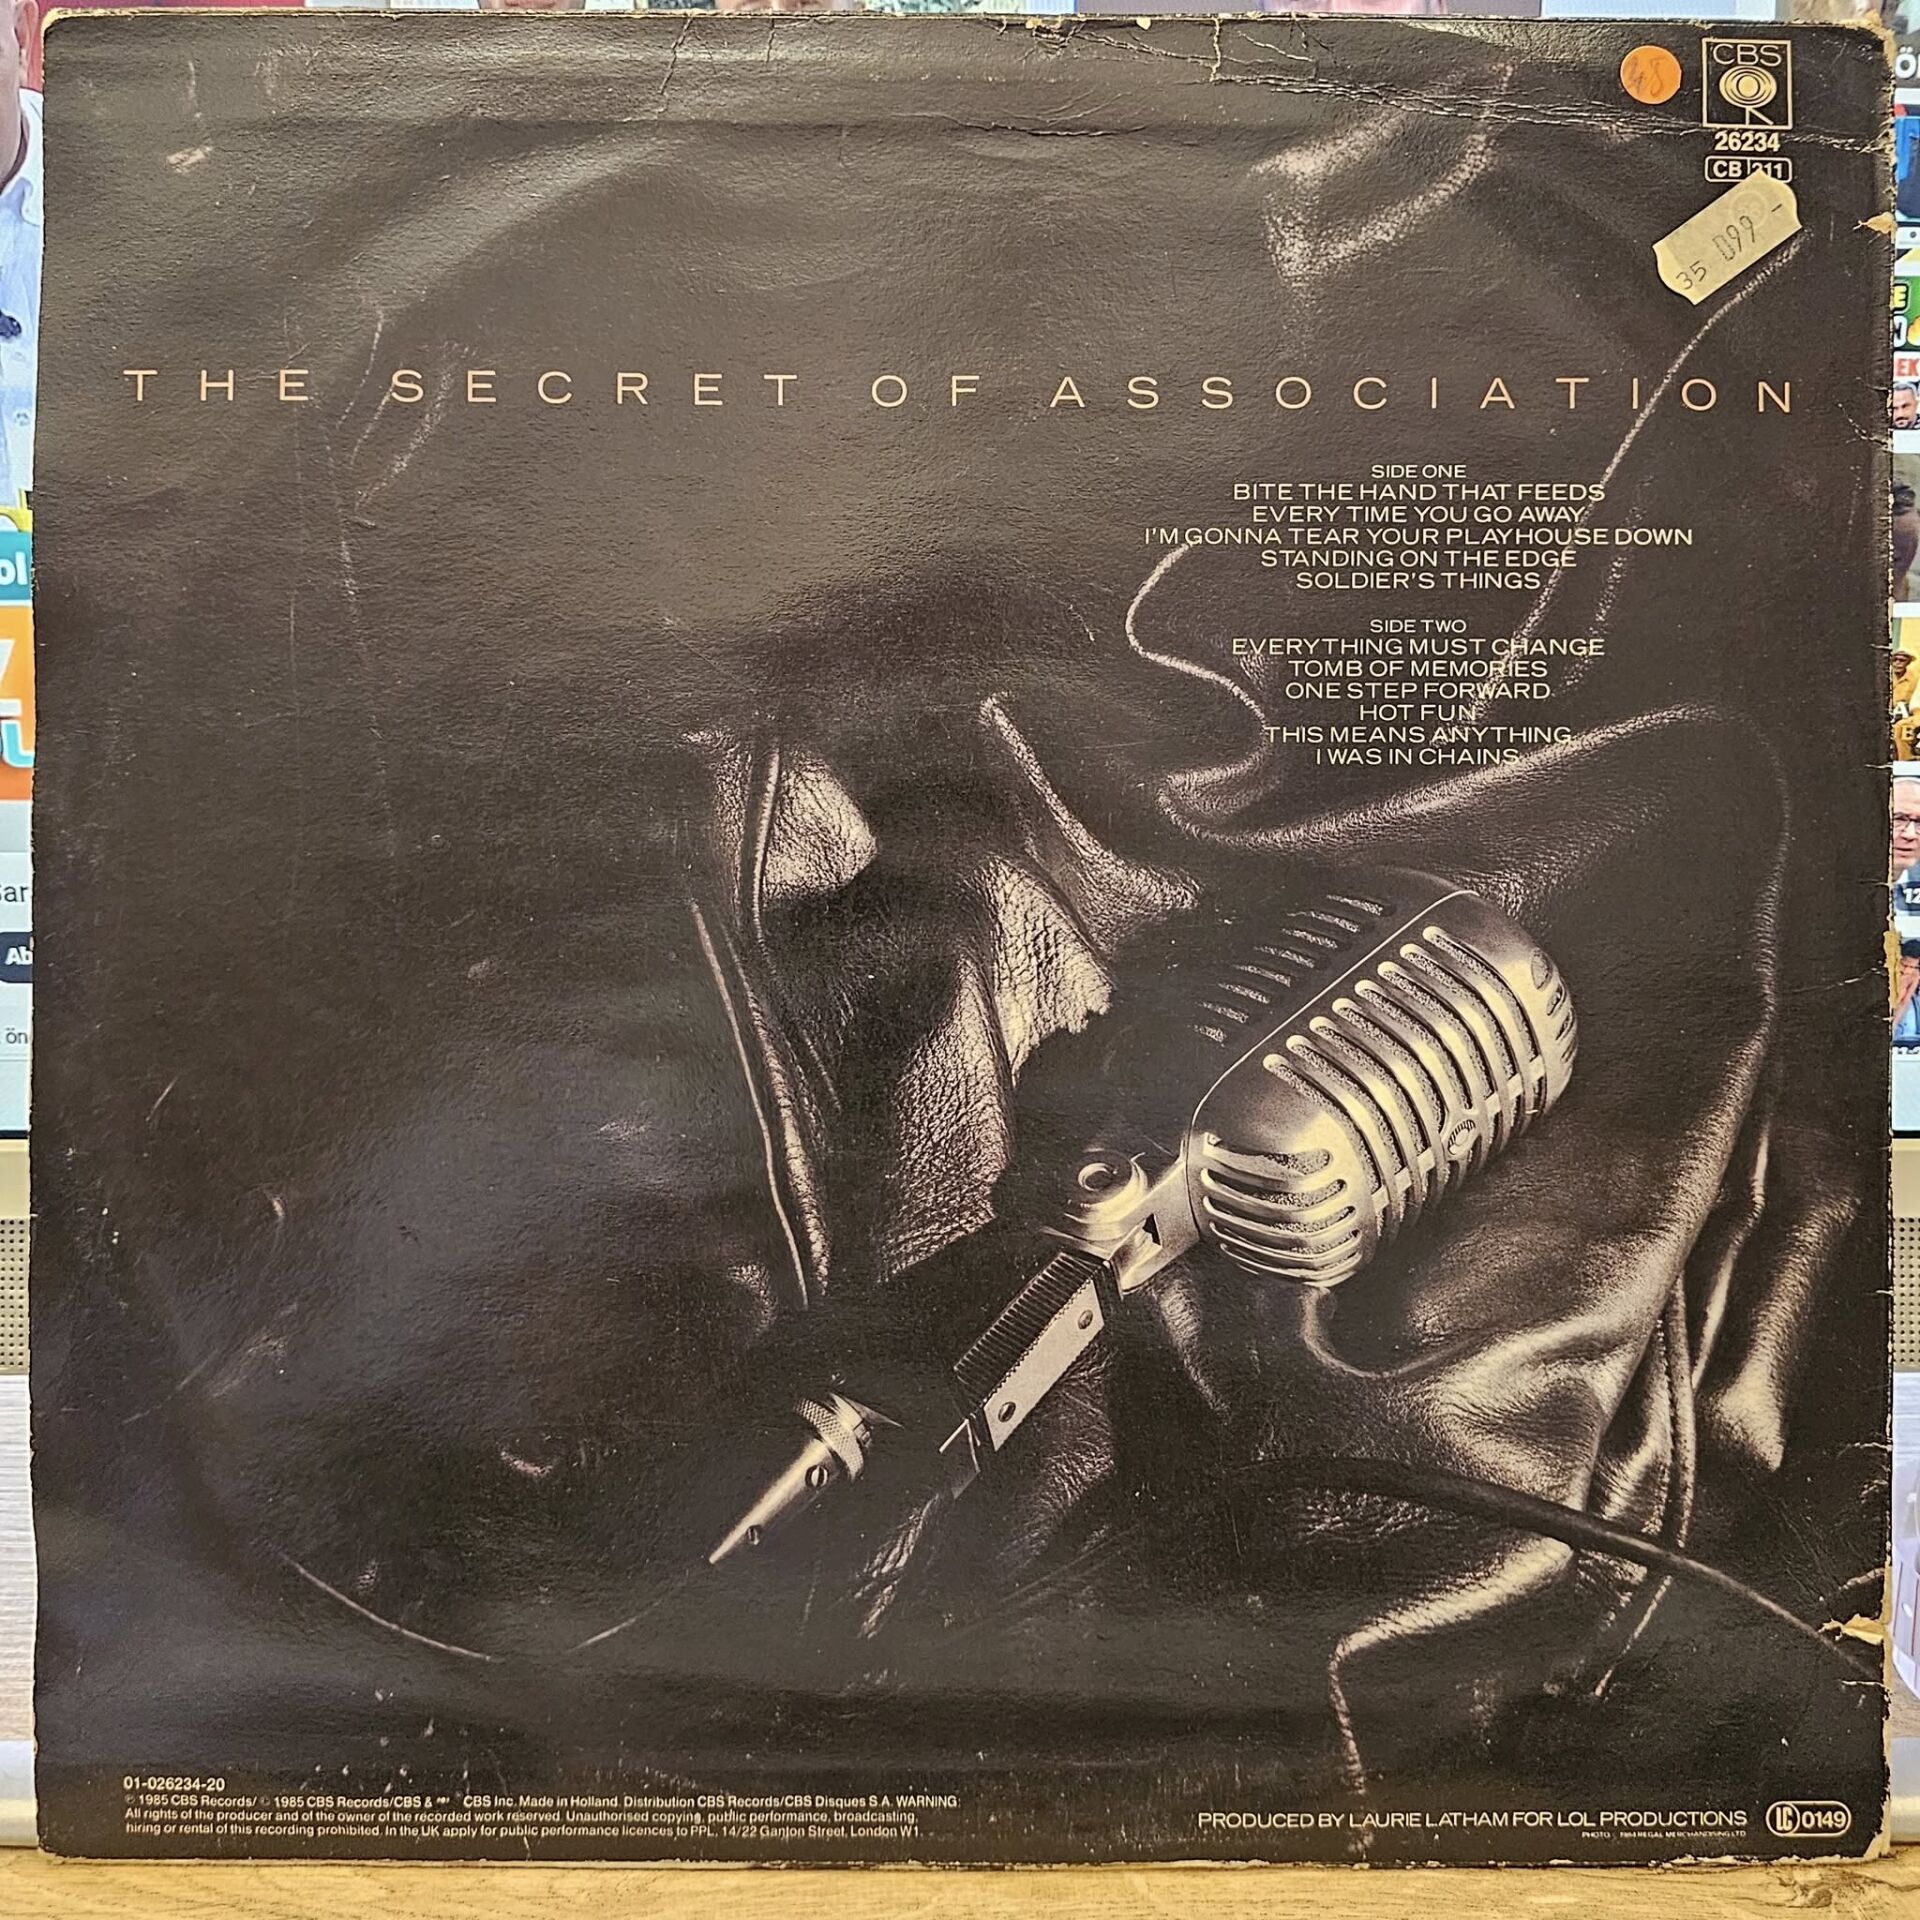 45
CBS
26234
CB 211
35 D99 -
THE SECRET OF ASSOCIATION
SIDE ONE
BITE THE HAND THAT FEEDS
EVERY TIME YOU GO AWAY
I'M GONNA TEAR YOUR PLAYHOUSE DOWN
STANDING ON THE EDGE
SOLDIER'S THINGS
SIDE TWO
EVERYTHING MUST CHANGE
TOMB OF MEMORIES
ONE STEP FORWARD
HOT FUN
THIS MEANS ANYTHING
I WAS IN CHAINS
01-026234-20
℗ 1985 CBS Records/ © 1985 CBS Records/CBS & CBS Inc. Made in Holland. Distribution CBS Records/CBS Disques S.A. WARNING:
All rights of the producer and of the owner of the recorded work reserved. Unauthorised copying, public performance, broadcasting,
hiring or rental of this recording prohibited. In the UK apply for public performance licences to PPL, 14/22 Ganton Street, London W1.
PRODUCED BY LAURIE LATHAM FOR LOL PRODUCTIONS
PHOTO 1984 REGAL MERCHANDISING LTD
LC 0149